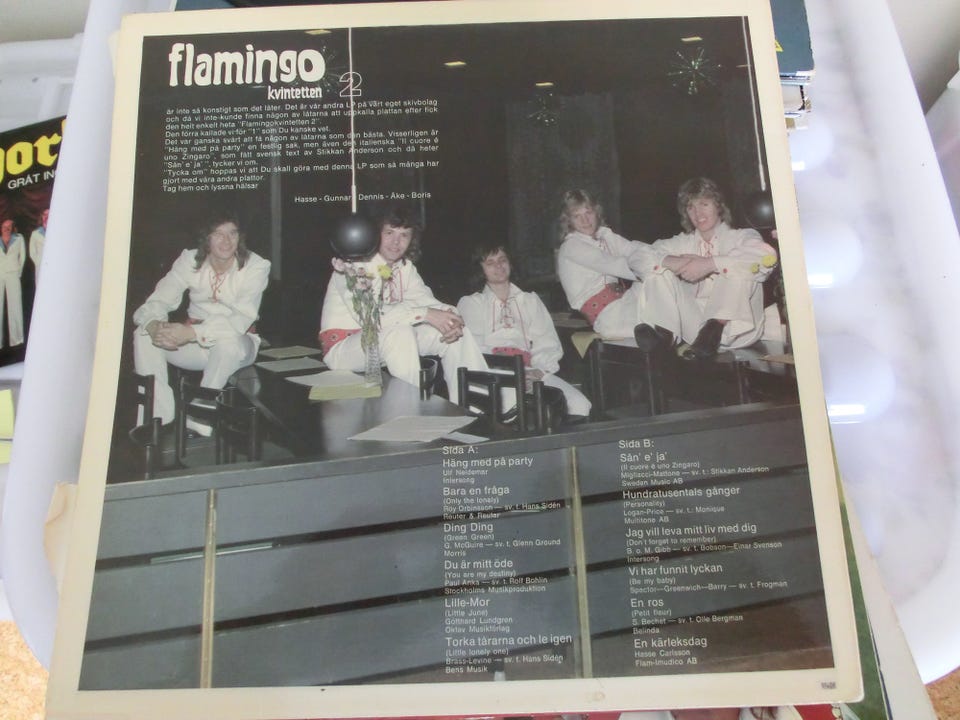 flamingo
kvintetten 2
är inte så konstigt som det låter. Det är vår andra LP på Vårt eget skivbolag
och då vi inte kunde finna någon av låtarna att uppkalla plattan efter fick
den helt enkelt heta "Flamingokvintetten 2".
Den förra kallade vi för "1" som Du kanske vet.
Det var ganska svårt att få någon av låtarna som den bästa. Visserligen är
"Häng med på party" en festlig sak, men även den italienska "Il cuore é
uno Zingaro", som fått svensk text av Stikkan Anderson och då heter
"Sån' e' ja' ", tycker vi om.
"Tycka om" hoppas vi att Du skall göra med denna LP som så många har
gjort med våra andra plattor.
Tag hem och lyssna hälsar
Hasse - Gunnar - Dennis - Åke - Boris
gor
GRÅT IN
Sida A:
Häng med på party
Ulf Neidemar
Intersong
Bara en fråga
(Only the lonely)
Roy Orbinsson — sv. t. Hans Sidén
Reuter & Reuter
Ding Ding
(Green Green)
G. McGuire — sv. t. Glenn Ground
Morris
Du är mitt öde
(You are my destiny)
Paul Anka — sv. t. Rolf Bohlin
Stockholms Musikproduktion
Lille-Mor
(Little June)
Gotthard Lundgren
Oktav Musikförlag
Torka tårarna och le igen
(Little lonely one)
Brass-Levine — sv. t. Hans Sidén
Bens Musik
Sida B:
Sån' e' ja'
(Il cuore é uno Zingaro)
Migliacci-Mattone — sv. t.: Stikkan Anderson
Sweden Music AB
Hundratusentals gånger
(Personality)
Logan-Price — sv. t.: Monique
Multitone AB
Jag vill leva mitt liv med dig
(Don't forget to remember)
B. o. M. Gibb — sv. t. Bobson—Einar Svenson
Intersong
Vi har funnit lyckan
(Be my baby)
Spector—Greenwich—Barry — sv. t. Frogman
En ros
(Petit fleur)
S. Bechet — sv. t. Olle Bergman
Belinda
En kärleksdag
Hasse Carlsson
Flam-Imudico AB